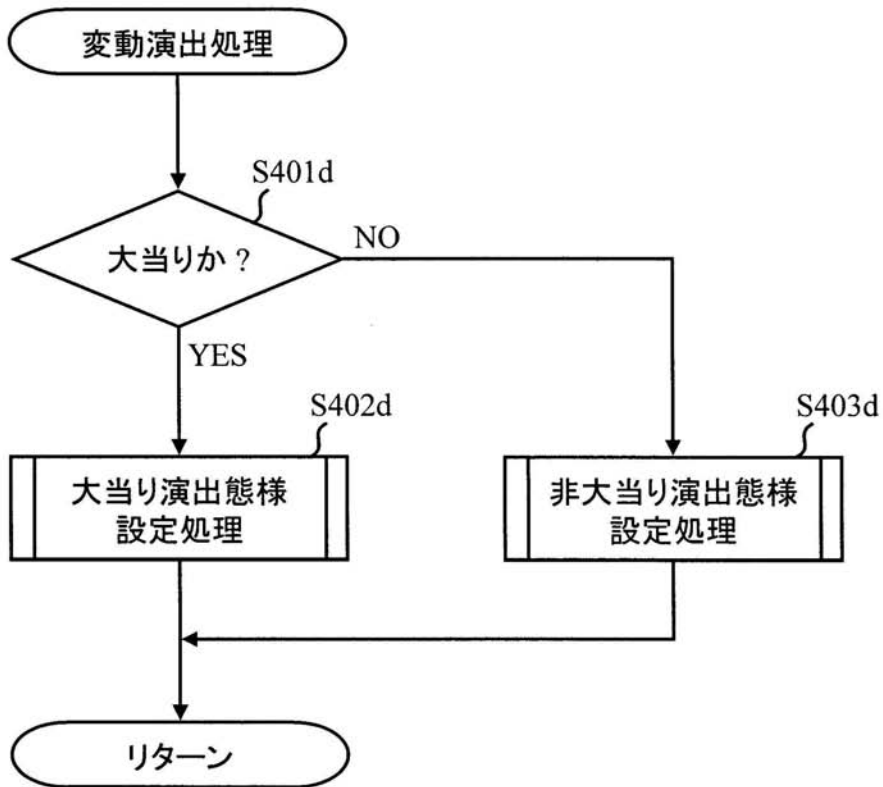 変動演出処理
S401d
大当りか?
NO
YES
S402d
S403d
大当り演出態様
設定処理
非大当り演出態様
設定処理
リターン